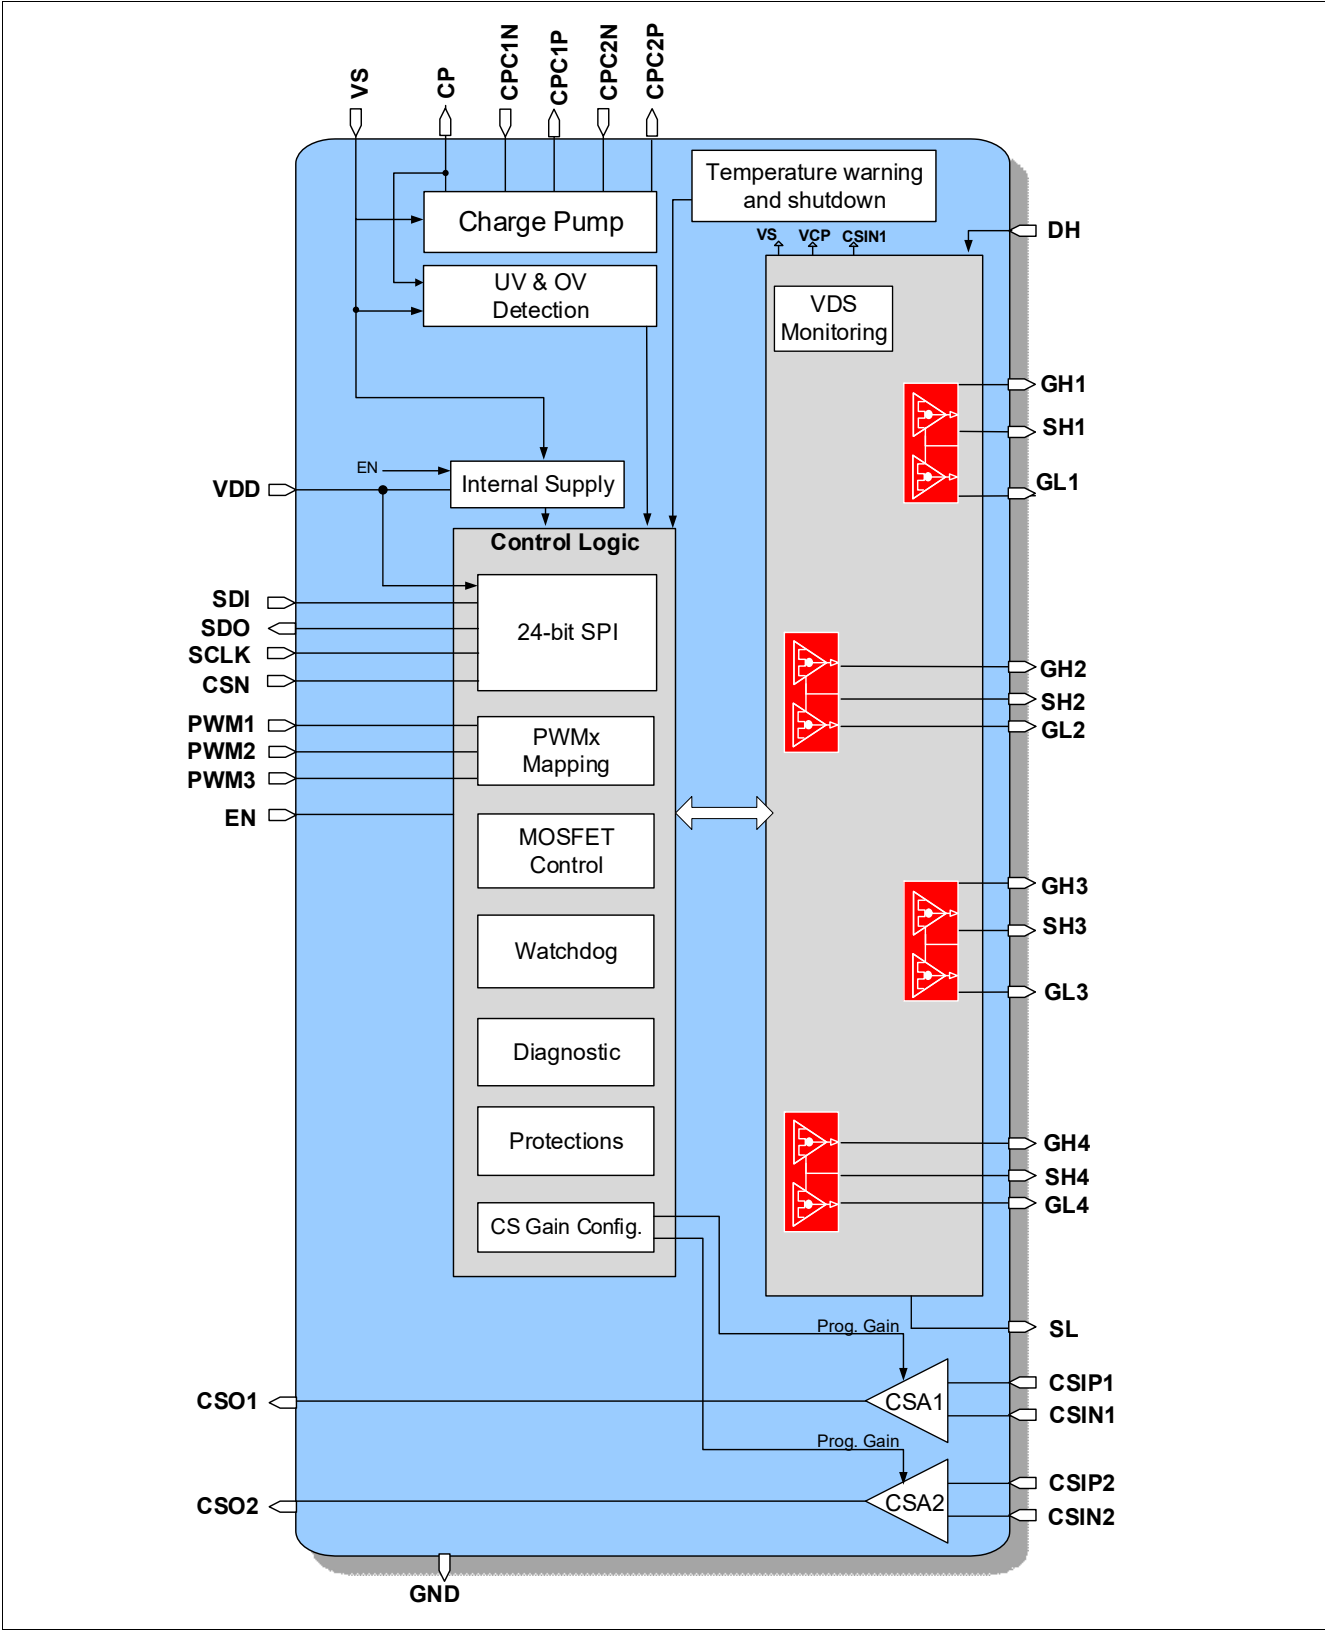 VS
CP
CPC1N
CPC1P
CPC2N
CPC2P
Temperature warning
and shutdown
Charge Pump
VS
VCP
CSIN1
DH
UV & OV
Detection
VDS
Monitoring
GH1
SH1
GL1
EN
VDD
Internal Supply
Control Logic
SDI
SDO
SCLK
CSN
24-bit SPI
GH2
SH2
GL2
PWM1
PWM2
PWM3
PWMx
Mapping
EN
MOSFET
Control
GH3
SH3
GL3
Watchdog
Diagnostic
Protections
GH4
SH4
GL4
CS Gain Config.
Prog. Gain
SL
CSIP1
CSO1
CSA1
CSIN1
Prog. Gain
CSIP2
CSO2
CSA2
CSIN2
GND